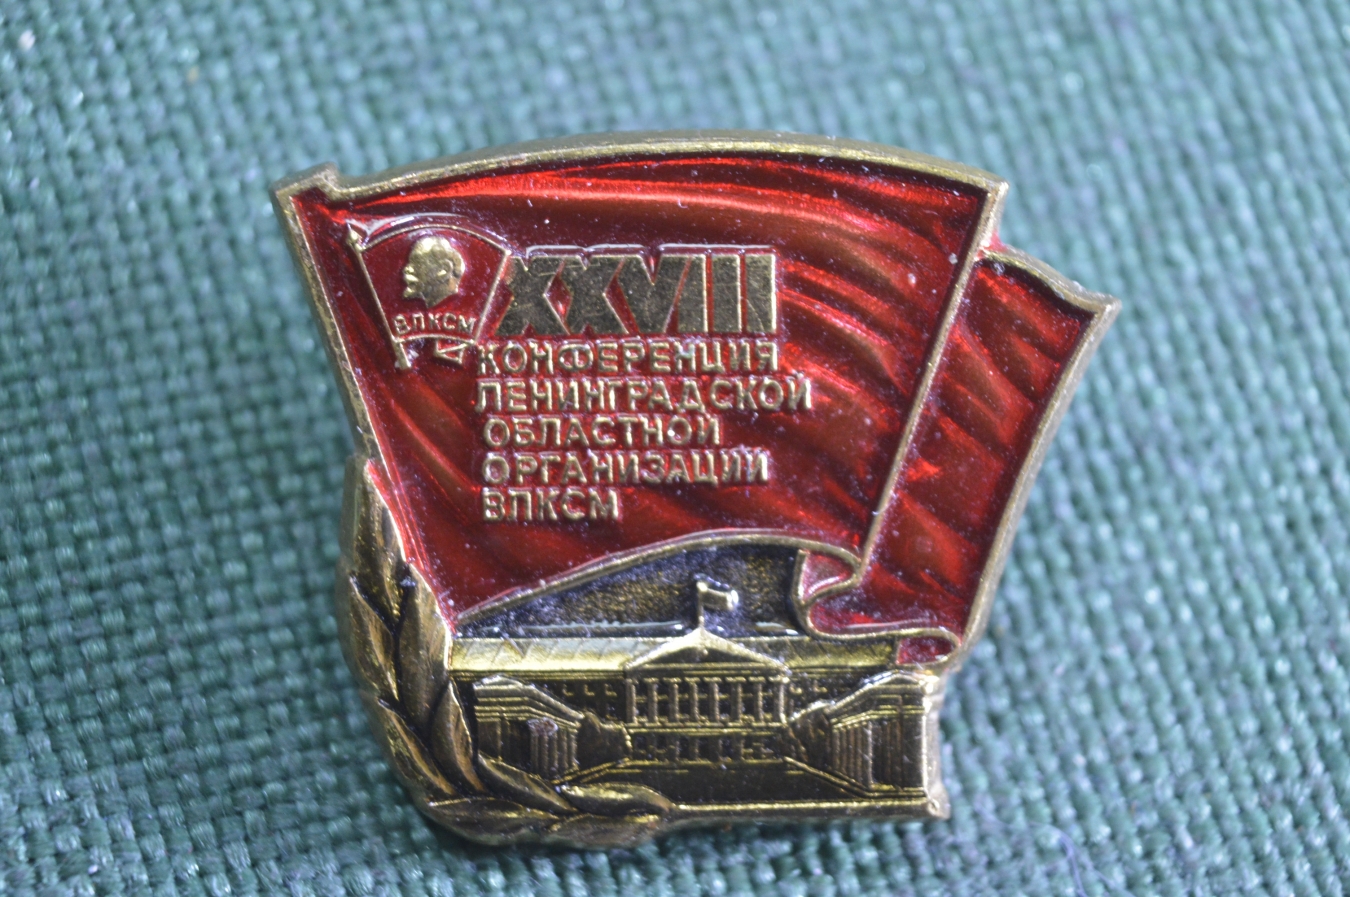 ВЛКСМ
XXVIII
КОНФЕРЕНЦИЯ
ЛЕНИНГРАДСКОЙ
ОБЛАСТНОЙ
ОРГАНИЗАЦИИ
ВЛКСМ